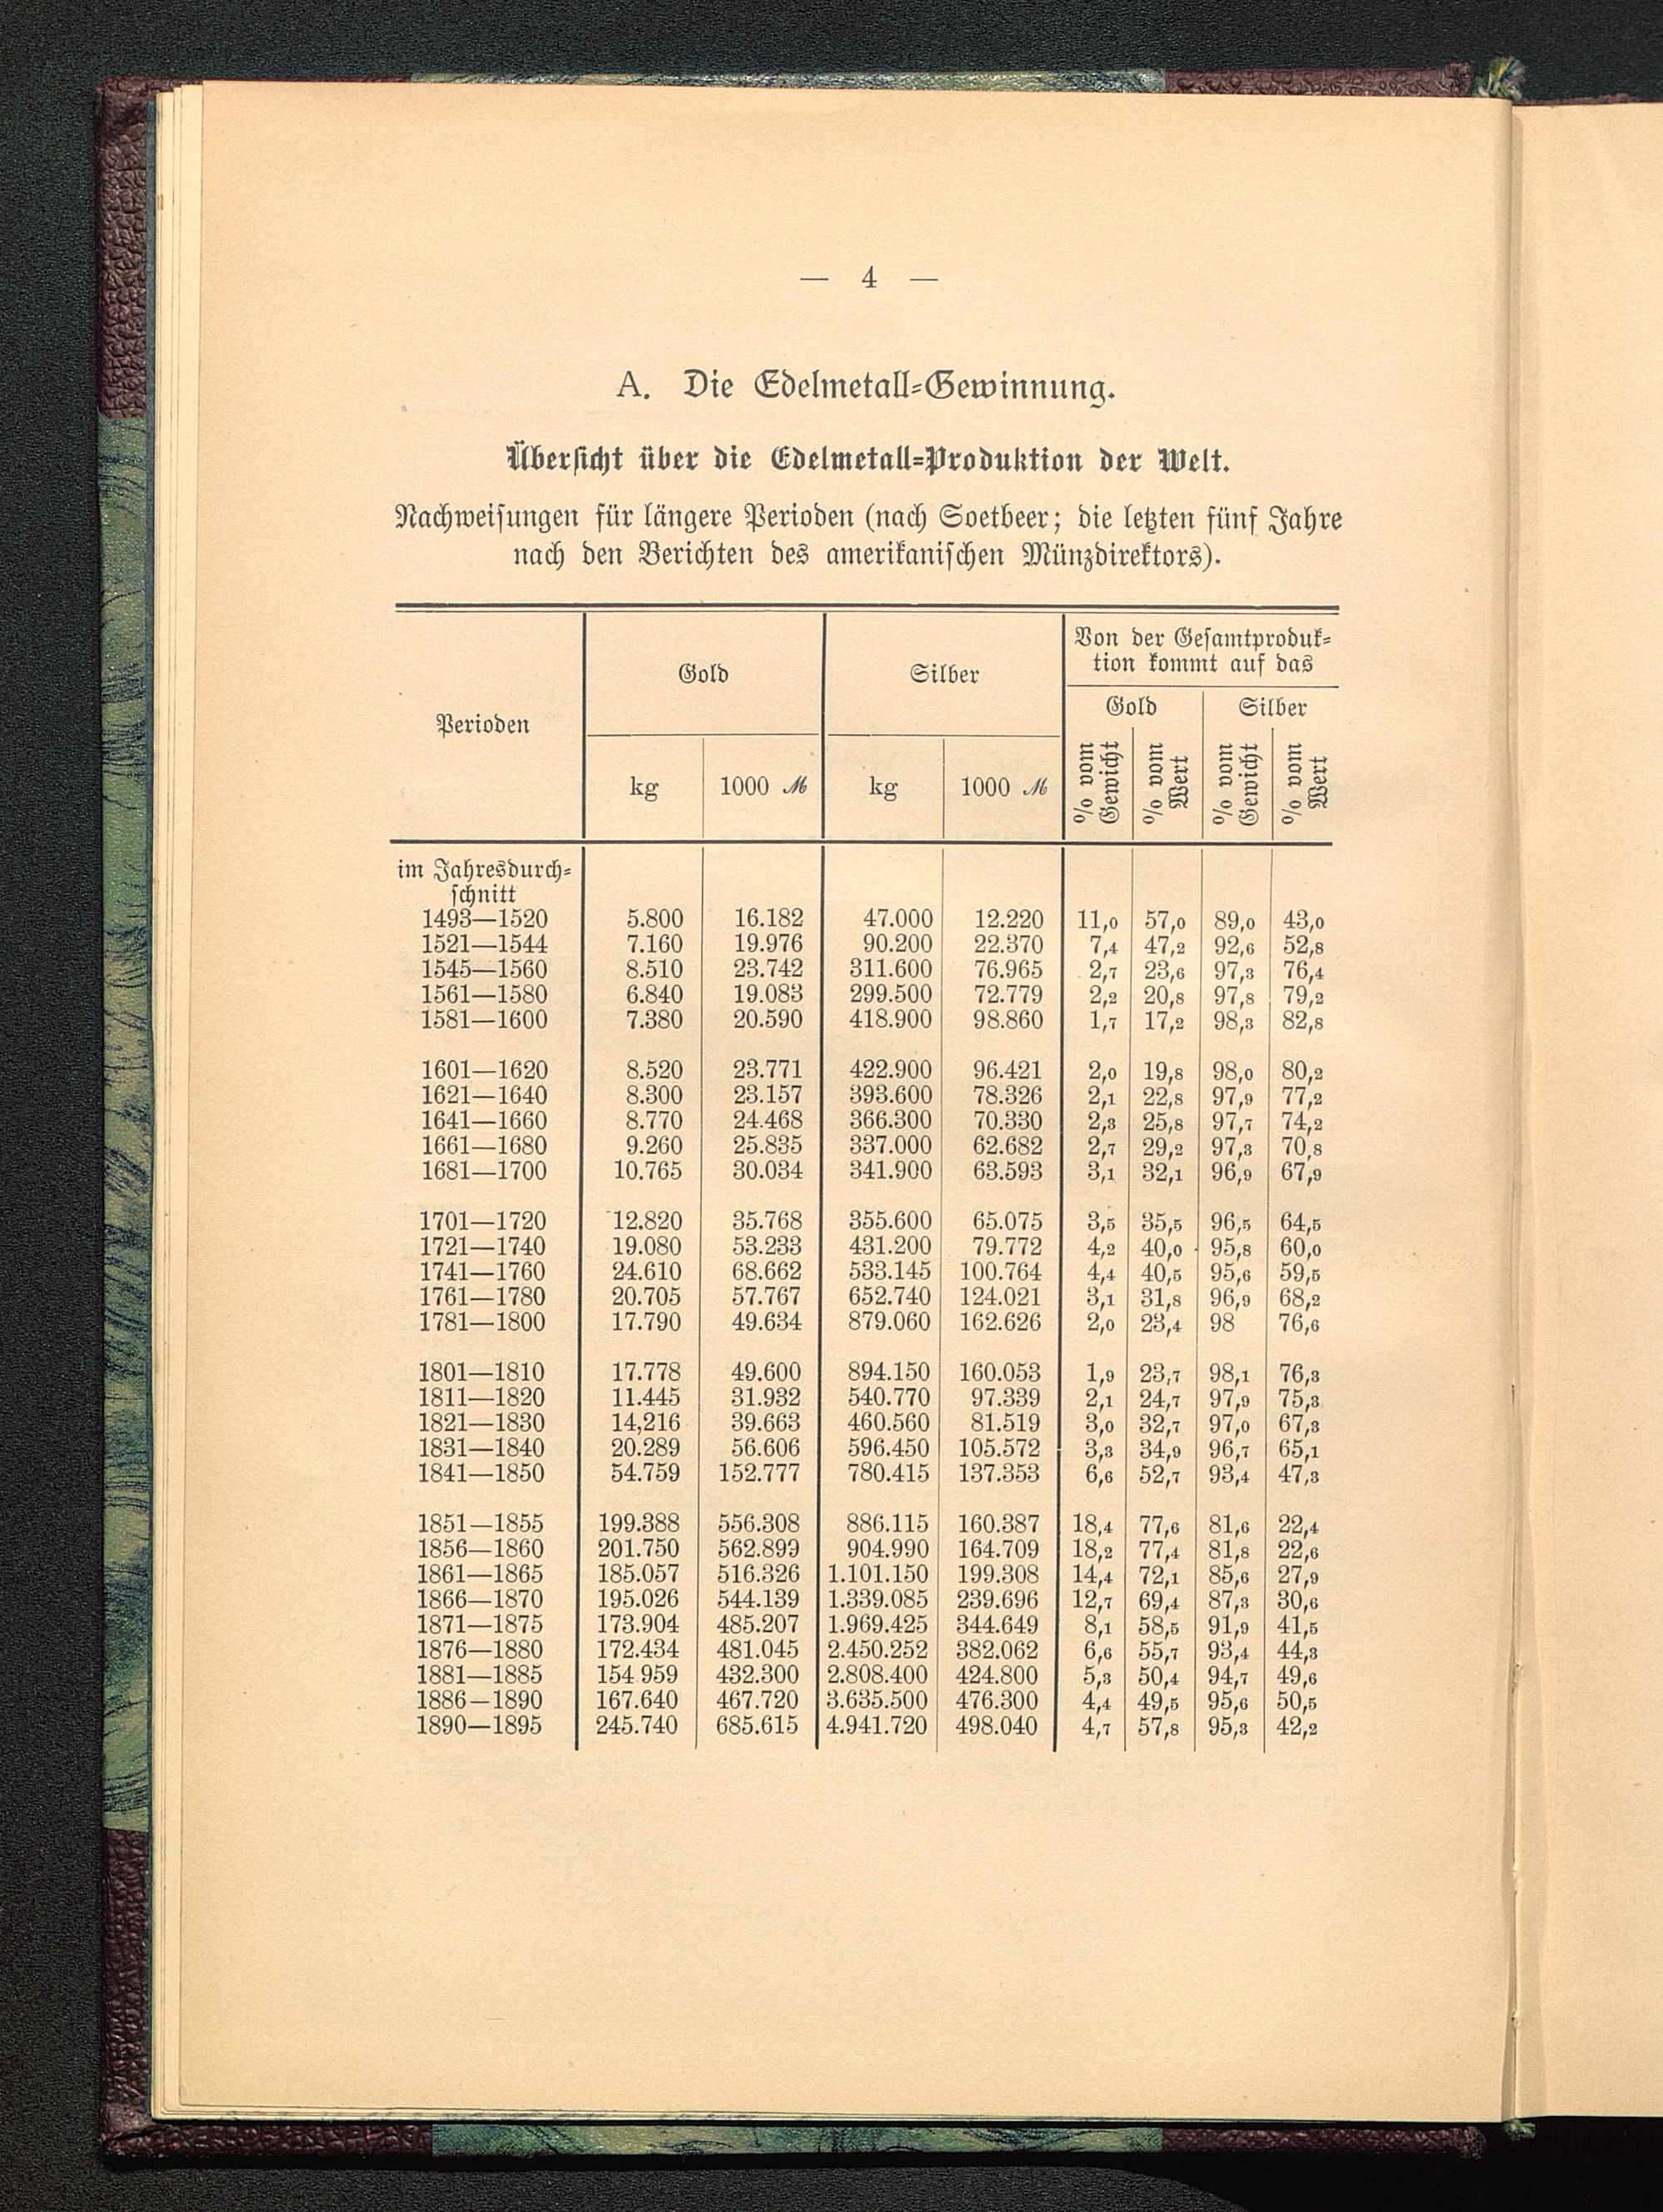 — 4 —
A. Die Edelmetall-Gewinnung.
Übersicht über die Edelmetall-Produktion der Welt.
Nachweisungen für längere Perioden (nach Soetbeer; die letzten fünf Jahre
nach den Berichten des amerikanischen Münzdirektors).
Perioden
Gold
Silber
Von der Gesamtproduk-
tion kommt auf das
Gold Silber
kg 1000 ℳ kg 1000 ℳ
% vom Gewicht
% vom Wert
% vom Gewicht
% vom Wert
im Jahresdurch-
schnitt
1493—1520 5.800 16.182 47.000 12.220 11,0 57,0 89,0 43,0
1521—1544 7.160 19.976 90.200 22.370 7,4 47,2 92,6 52,8
1545—1560 8.510 23.742 311.600 76.965 2,7 23,6 97,3 76,4
1561—1580 6.840 19.083 299.500 72.779 2,2 20,8 97,8 79,2
1581—1600 7.380 20.590 418.900 98.860 1,7 17,2 98,3 82,8
1601—1620 8.520 23.771 422.900 96.421 2,0 19,8 98,0 80,2
1621—1640 8.300 23.157 393.600 78.326 2,1 22,8 97,9 77,2
1641—1660 8.770 24.468 366.300 70.330 2,3 25,8 97,7 74,2
1661—1680 9.260 25.835 337.000 62.682 2,7 29,2 97,3 70,8
1681—1700 10.765 30.034 341.900 63.593 3,1 32,1 96,9 67,9
1701—1720 12.820 35.768 355.600 65.075 3,5 35,5 96,5 64,5
1721—1740 19.080 53.233 431.200 79.772 4,2 40,0 95,8 60,0
1741—1760 24.610 68.662 533.145 100.764 4,4 40,5 95,6 59,5
1761—1780 20.705 57.767 652.740 124.021 3,1 31,8 96,9 68,2
1781—1800 17.790 49.634 879.060 162.626 2,0 23,4 98 76,6
1801—1810 17.778 49.600 894.150 160.053 1,9 23,7 98,1 76,3
1811—1820 11.445 31.932 540.770 97.339 2,1 24,7 97,9 75,3
1821—1830 14,216 39.663 460.560 81.519 3,0 32,7 97,0 67,3
1831—1840 20.289 56.606 596.450 105.572 3,3 34,9 96,7 65,1
1841—1850 54.759 152.777 780.415 137.353 6,6 52,7 93,4 47,3
1851—1855 199.388 556.308 886.115 160.387 18,4 77,6 81,6 22,4
1856—1860 201.750 562.899 904.990 164.709 18,2 77,4 81,8 22,6
1861—1865 185.057 516.326 1.101.150 199.308 14,4 72,1 85,6 27,9
1866—1870 195.026 544.139 1.339.085 239.696 12,7 69,4 87,3 30,6
1871—1875 173.904 485.207 1.969.425 344.649 8,1 58,5 91,9 41,5
1876—1880 172.434 481.045 2.450.252 382.062 6,6 55,7 93,4 44,3
1881—1885 154 959 432.300 2.808.400 424.800 5,3 50,4 94,7 49,6
1886—1890 167.640 467.720 3.635.500 476.300 4,4 49,5 95,6 50,5
1890—1895 245.740 685.615 4.941.720 498.040 4,7 57,8 95,3 42,2